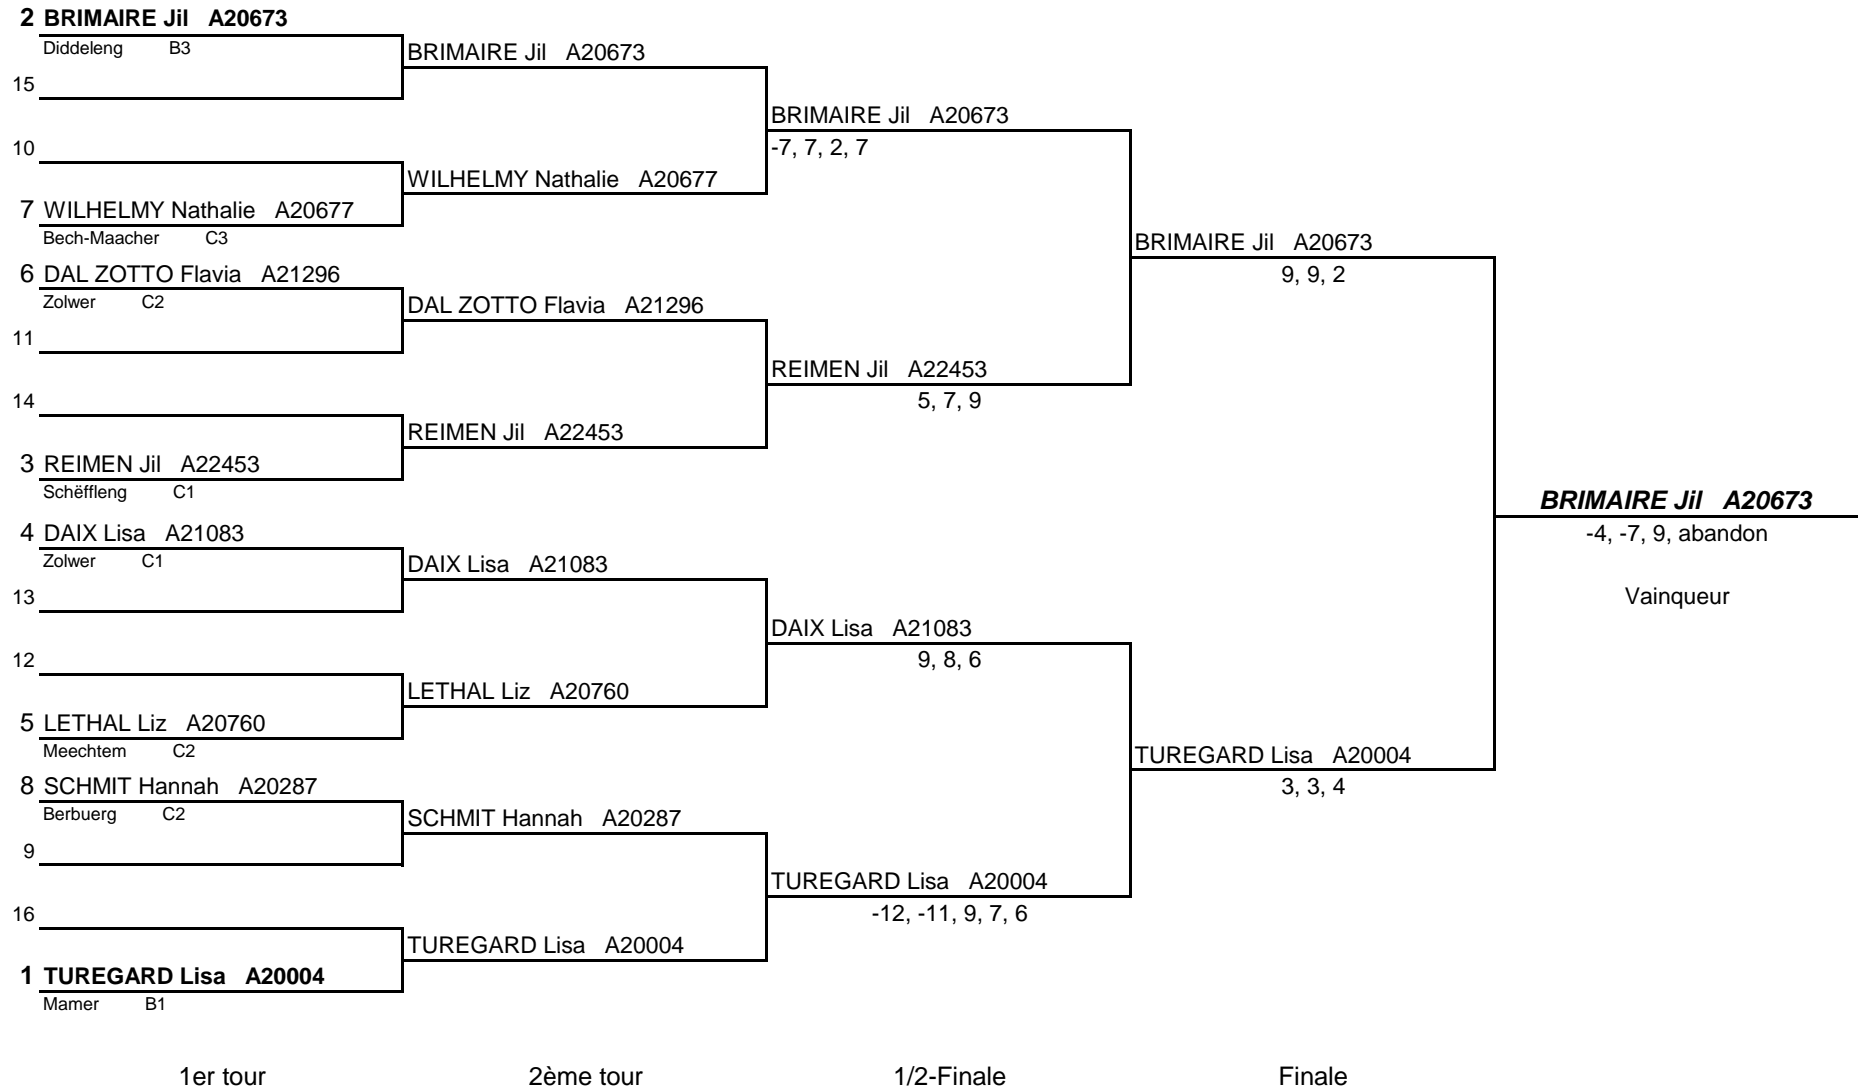 2 BRIMAIRE Jil A20673
Diddeleng B3
BRIMAIRE Jil A20673
15
BRIMAIRE Jil A20673
-7, 7, 2, 7
10
WILHELMY Nathalie A20677
7 WILHELMY Nathalie A20677
Bech-Maacher C3
BRIMAIRE Jil A20673
9, 9, 2
6 DAL ZOTTO Flavia A21296
Zolwer C2
DAL ZOTTO Flavia A21296
11
REIMEN Jil A22453
5, 7, 9
14
REIMEN Jil A22453
3 REIMEN Jil A22453
Schëffleng C1
BRIMAIRE Jil A20673
-4, -7, 9, abandon
Vainqueur
4 DAIX Lisa A21083
Zolwer C1
DAIX Lisa A21083
13
DAIX Lisa A21083
9, 8, 6
12
LETHAL Liz A20760
5 LETHAL Liz A20760
Meechtem C2
TUREGARD Lisa A20004
3, 3, 4
8 SCHMIT Hannah A20287
Berbuerg C2
SCHMIT Hannah A20287
9
TUREGARD Lisa A20004
-12, -11, 9, 7, 6
16
TUREGARD Lisa A20004
1 TUREGARD Lisa A20004
Mamer B1
1er tour 2ème tour 1/2-Finale Finale